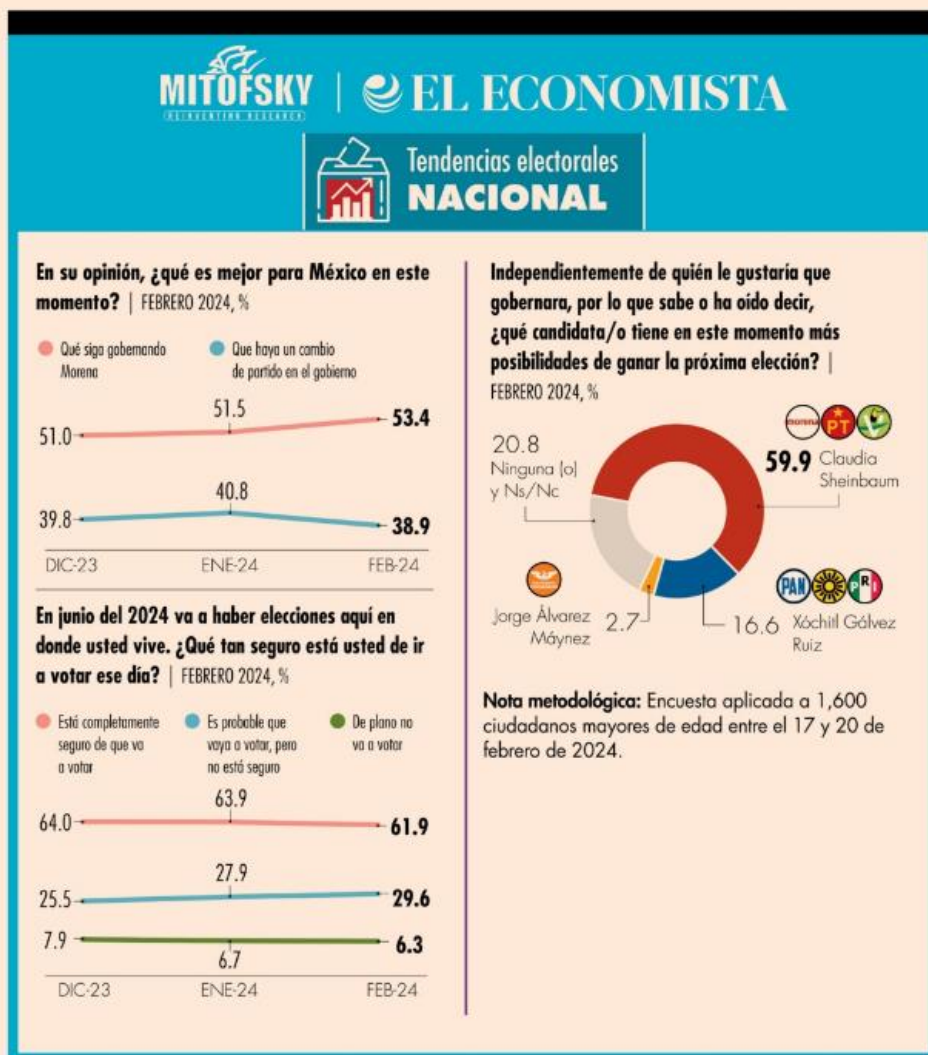 MITOFSKY
REINVENTING RESEARCH
EL ECONOMISTA
Tendencias electorales
NACIONAL
En su opinión, ¿qué es mejor para México en este
momento? | FEBRERO 2024, %
Qué siga gobernando
Morena
Que haya un cambio
de partido en el gobierno
51.0
51.5
53.4
39.8
40.8
38.9
DIC-23 ENE-24 FEB-24
En junio del 2024 va a haber elecciones aquí en
donde usted vive. ¿Qué tan seguro está usted de ir
a votar ese día? | FEBRERO 2024, %
Está completamente
seguro de que va
a votar
Es probable que
vaya a votar, pero
no está seguro
De plano no
va a votar
64.0
63.9
61.9
25.5
27.9
29.6
7.9
6.7
6.3
DIC-23 ENE-24 FEB-24
Independientemente de quién le gustaría que
gobernara, por lo que sabe o ha oído decir,
¿qué candidata/o tiene en este momento más
posibilidades de ganar la próxima elección? |
FEBRERO 2024, %
20.8
Ninguna (o)
y Ns/Nc
morena
PT
59.9 Claudia
Sheinbaum
Jorge Álvarez
Máynez
2.7
PAN
PRI
16.6 Xóchitl Gálvez
Ruiz
Nota metodológica: Encuesta aplicada a 1,600
ciudadanos mayores de edad entre el 17 y 20 de
febrero de 2024.